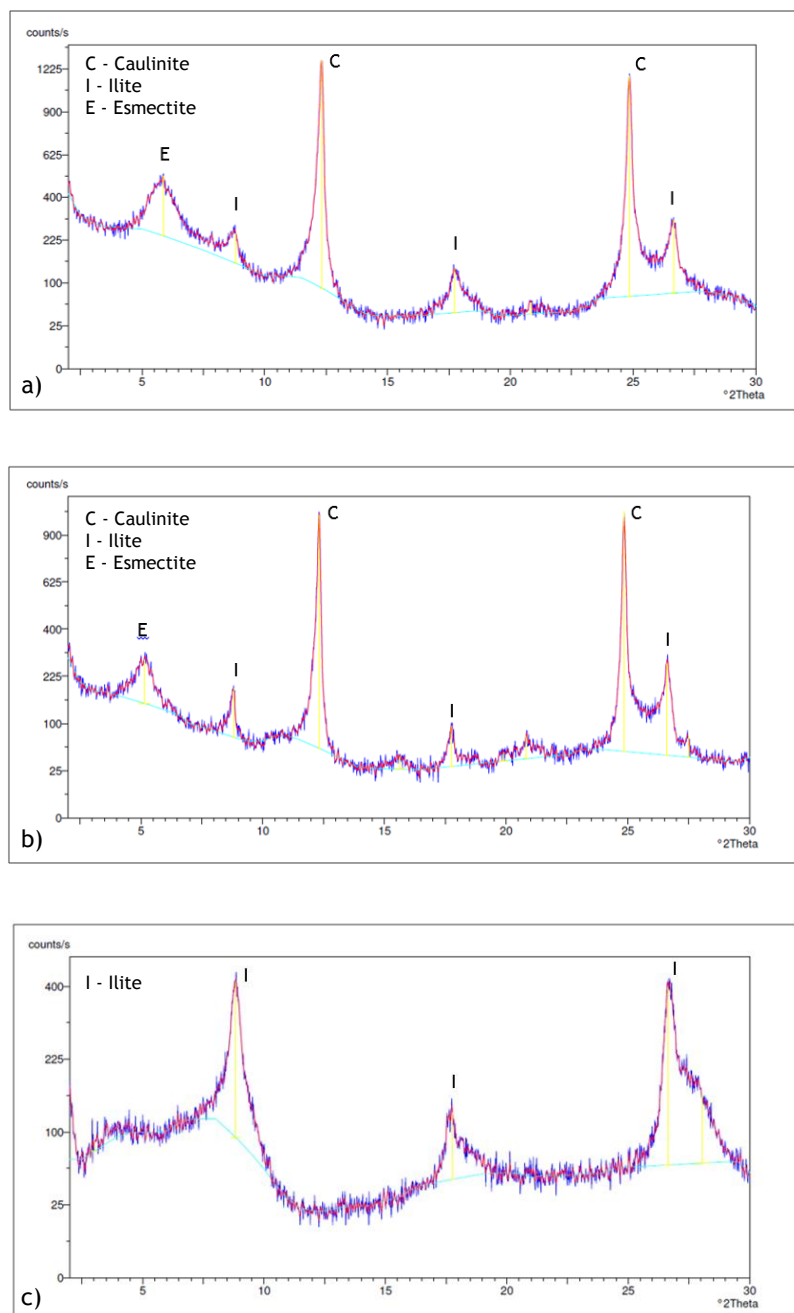 counts/s
C - Caulinite
I - Ilite
E - Esmectite
C
C
E
I
I
I
1225
900
625
400
225
100
25
0
5
10
15
20
25
30
°2Theta
a)
counts/s
C - Caulinite
I - Ilite
E - Esmectite
C
C
E
I
I
I
900
625
400
225
100
25
0
5
10
15
20
25
30
°2Theta
b)
counts/s
I - Ilite
I
I
I
400
225
100
25
0
5
10
15
20
25
30
°2Theta
c)